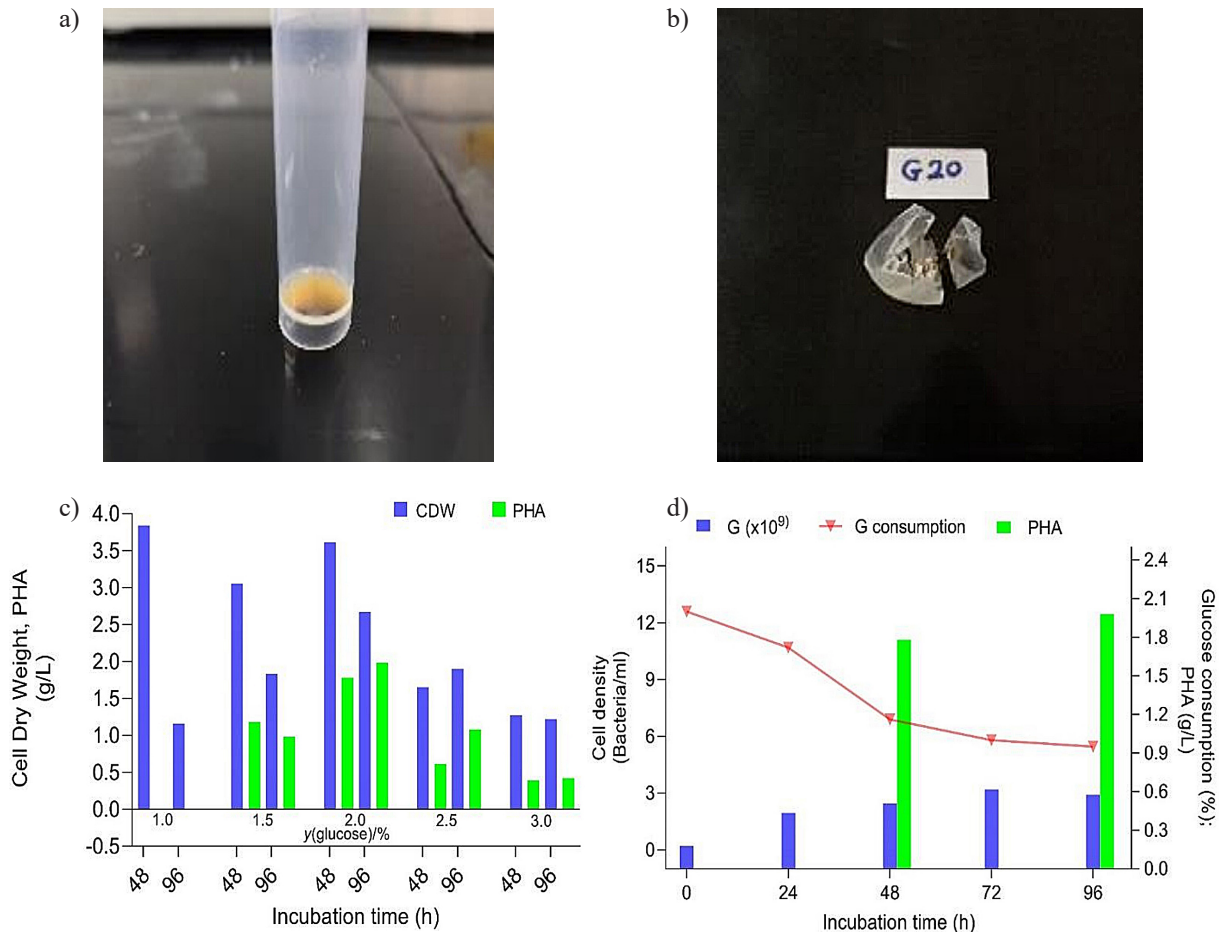 a)
b)
G20
c)
CDW PHA
4.0
3.5
3.0
2.5
2.0
1.5
1.0
0.5
0.0
-0.5
Cell Dry Weight, PHA
(g/L)
1.0 1.5 2.0 2.5 3.0
y(glucose)/%
48 96 48 96 48 96 48 96 48 96
Incubation time (h)
d)
G (x10⁹) G consumption PHA
15
12
9
6
3
0
Cell density
(Bacteria/ml)
2.4
2.1
1.8
1.5
1.2
0.9
0.6
0.3
0.0
Glucose consumption (%);
PHA (g/L)
0 24 48 72 96
Incubation time (h)